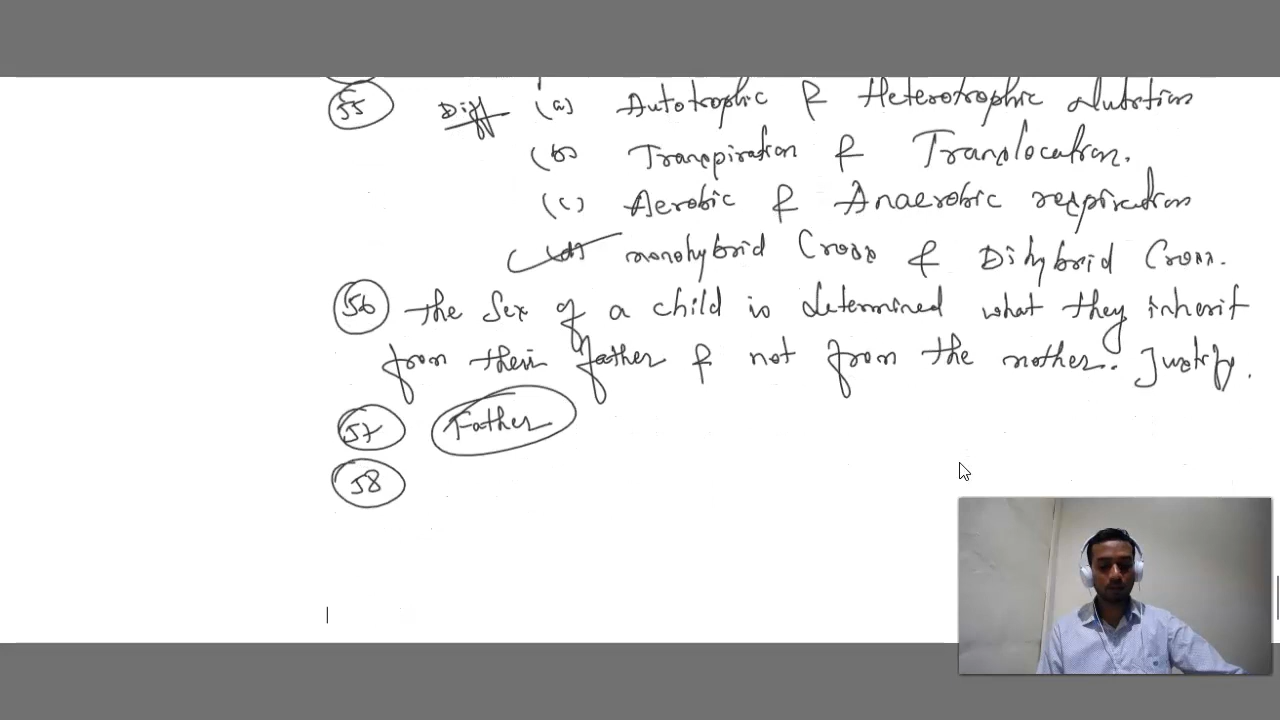 55 Diff (a) Autotrophic & Heterotrophic Nutrition
(b) Transpiration & Translocation.
(c) Aerobic & Anaerobic respiration
(d) monohybrid Cross & Dihybrid Cross.
56 the Sex of a child is determined what they inherit
from their father & not from the mother. Justify.
57 Father
58